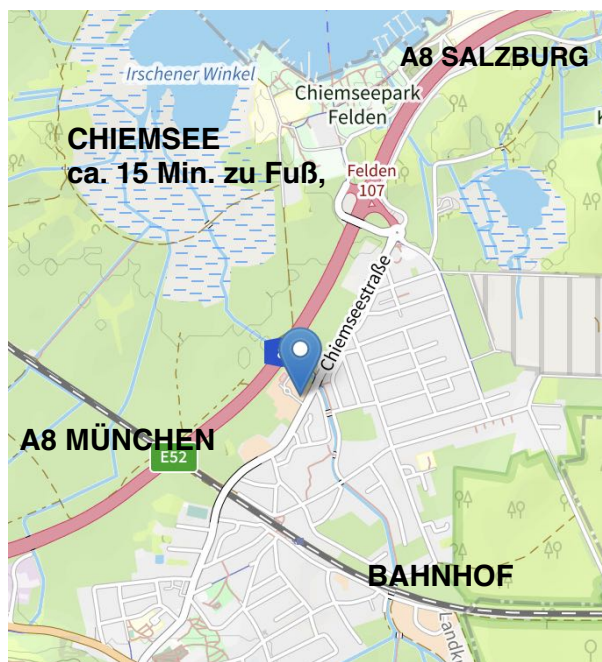 A8 SALZBURG
Irschener Winkel
Chiemseepark
Felden
CHIEMSEE
ca. 15 Min. zu Fuß,
Felden
107
Chiemseestraße
A8 MÜNCHEN
E52
BAHNHOF